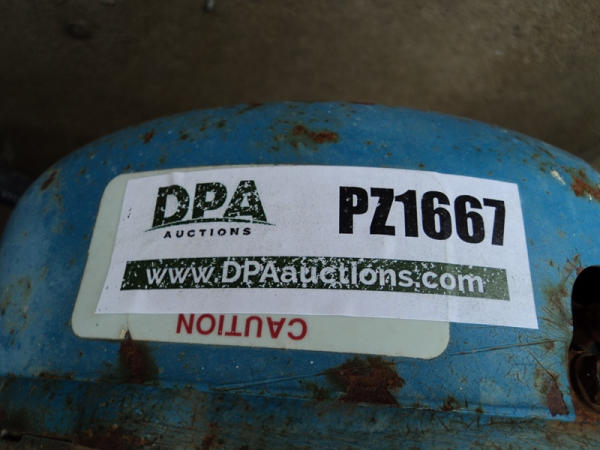 DPA
AUCTIONS
PZ1667
www.DPAauctions.com
CAUTION